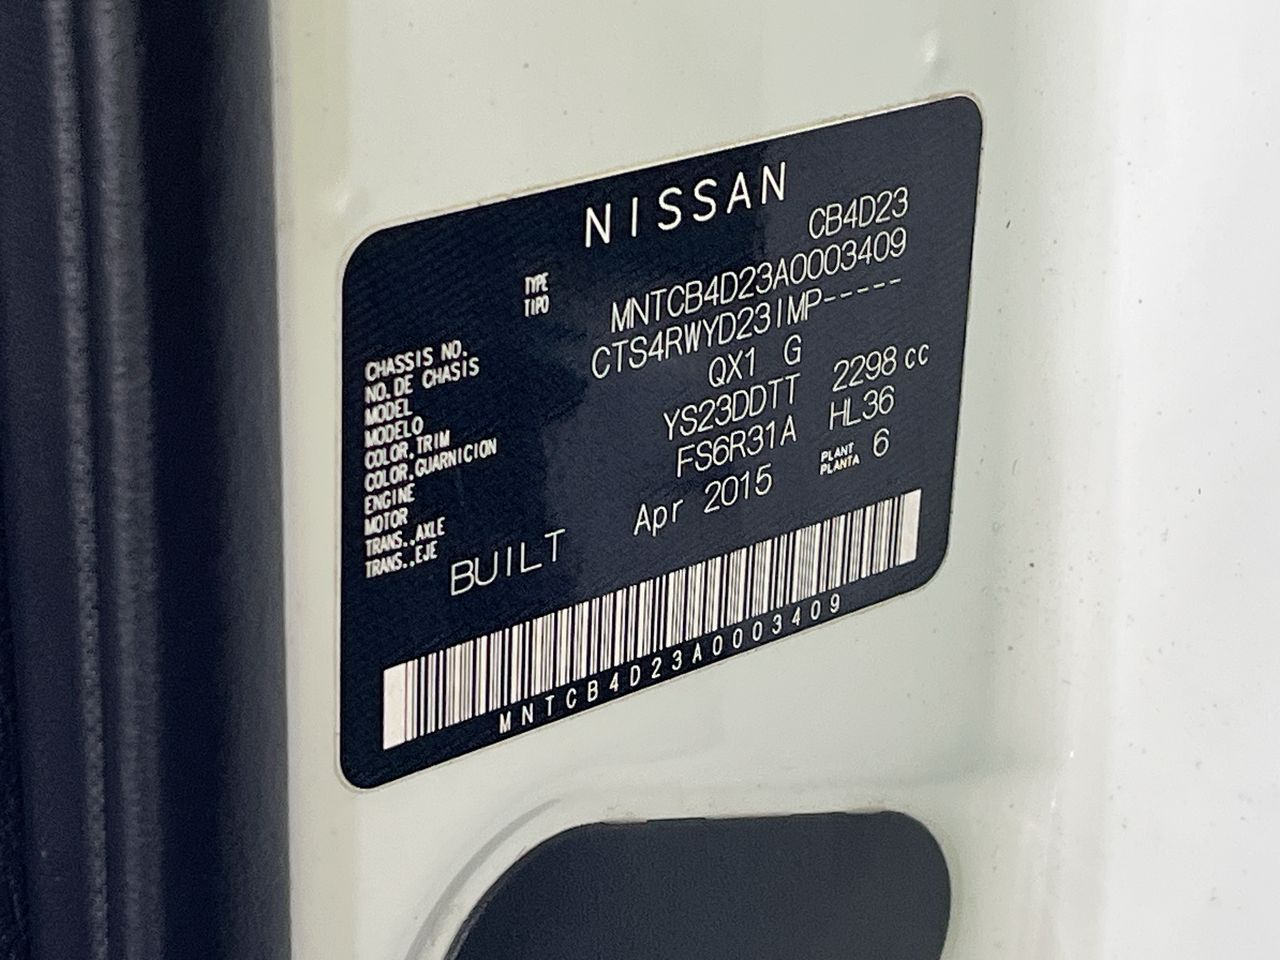 NISSAN
TYPE
TIPO CB4D23
CHASSIS NO.
NO.DE CHASIS MNTCB4D23A0003409
MODEL
MODELO CTS4RWYD23IMP-----
COLOR,TRIM
COLOR,GUARNICION QX1 G
ENGINE
MOTOR YS23DDTT 2298 cc
TRANS.,AXLE
TRANS.,EJE FS6R31A HL36
BUILT Apr 2015 PLANT
PLANTA 6
MNTCB4D23A0003409